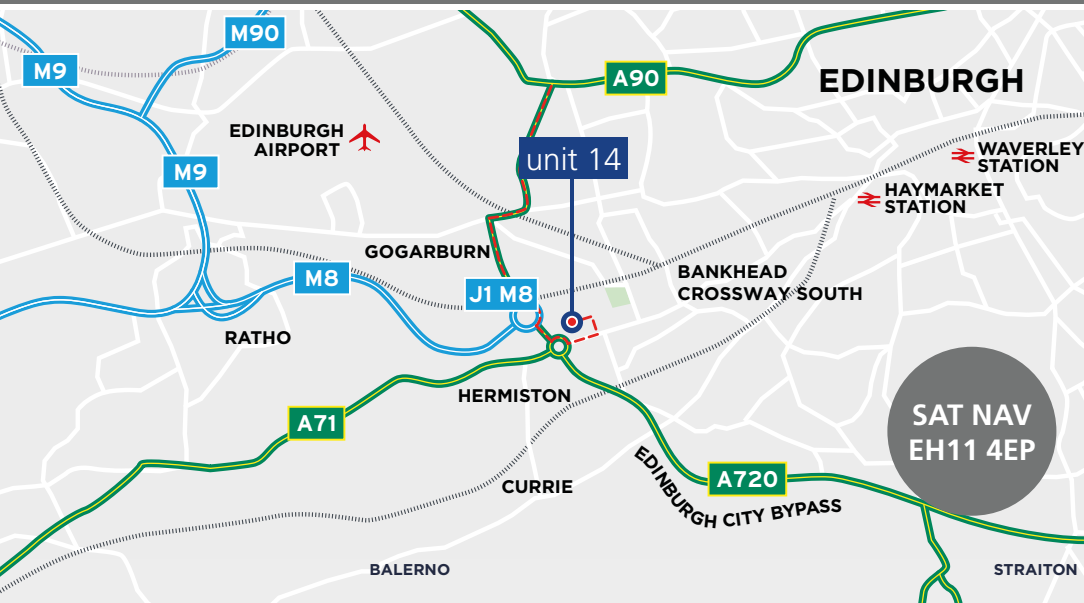 M90
M9
A90
EDINBURGH
EDINBURGH
AIRPORT
unit 14
WAVERLEY
STATION
M9
HAYMARKET
STATION
GOGARBURN
M8
J1 M8
BANKHEAD
CROSSWAY SOUTH
RATHO
HERMISTON
A71
SAT NAV
EH11 4EP
CURRIE
A720
EDINBURGH CITY BYPASS
BALERNO
STRAITON